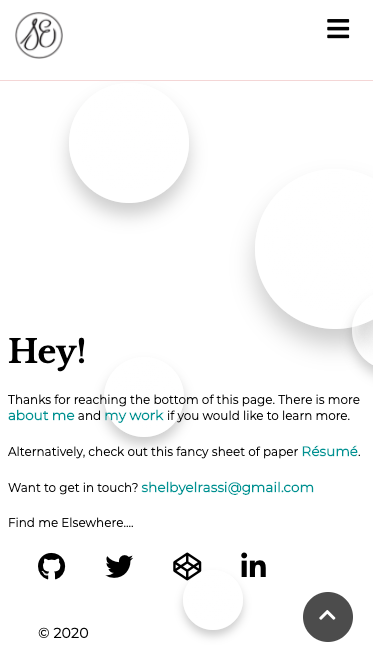 SE
Hey!
Thanks for reaching the bottom of this page. There is more
about me and my work if you would like to learn more.
Alternatively, check out this fancy sheet of paper Résumé.
Want to get in touch? shelbyelrassi@gmail.com
Find me Elsewhere....
in
© 2020